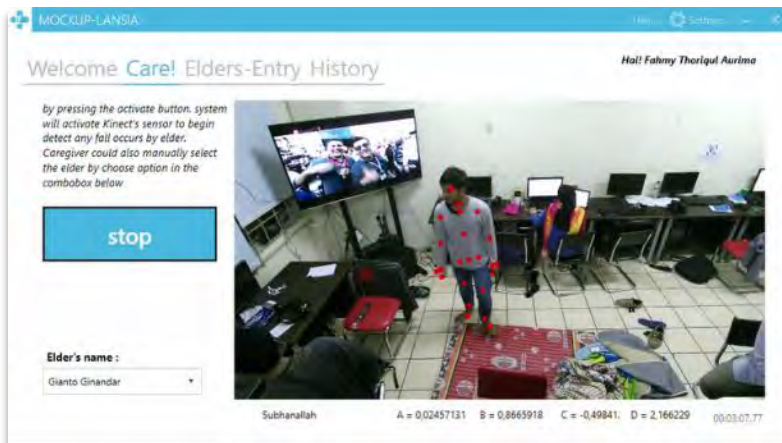 MOCKUP-LANSIA
Welcome Care! Elders-Entry History
Hai! Fahmy Thoriqul Aurima
by pressing the activate button. system
will activate Kinect's sensor to begin
detect any fall occurs by elder.
Caregiver could also manually select
the elder by choose option in the
combobox below
stop
Elder's name :
Gianto Ginandar
Subhanallah A = 0,02457131 B = 0,8665918 C = -0,49841. D = 2,166229 00:03:07.77